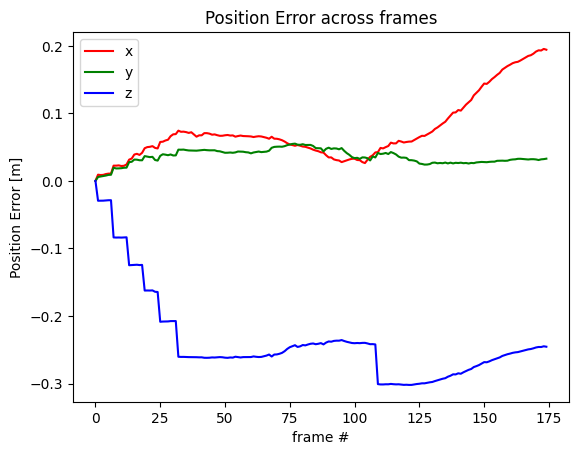 Position Error across frames
x
y
z
Position Error [m]
0.2
0.1
0.0
−0.1
−0.2
−0.3
0 25 50 75 100 125 150 175
frame #